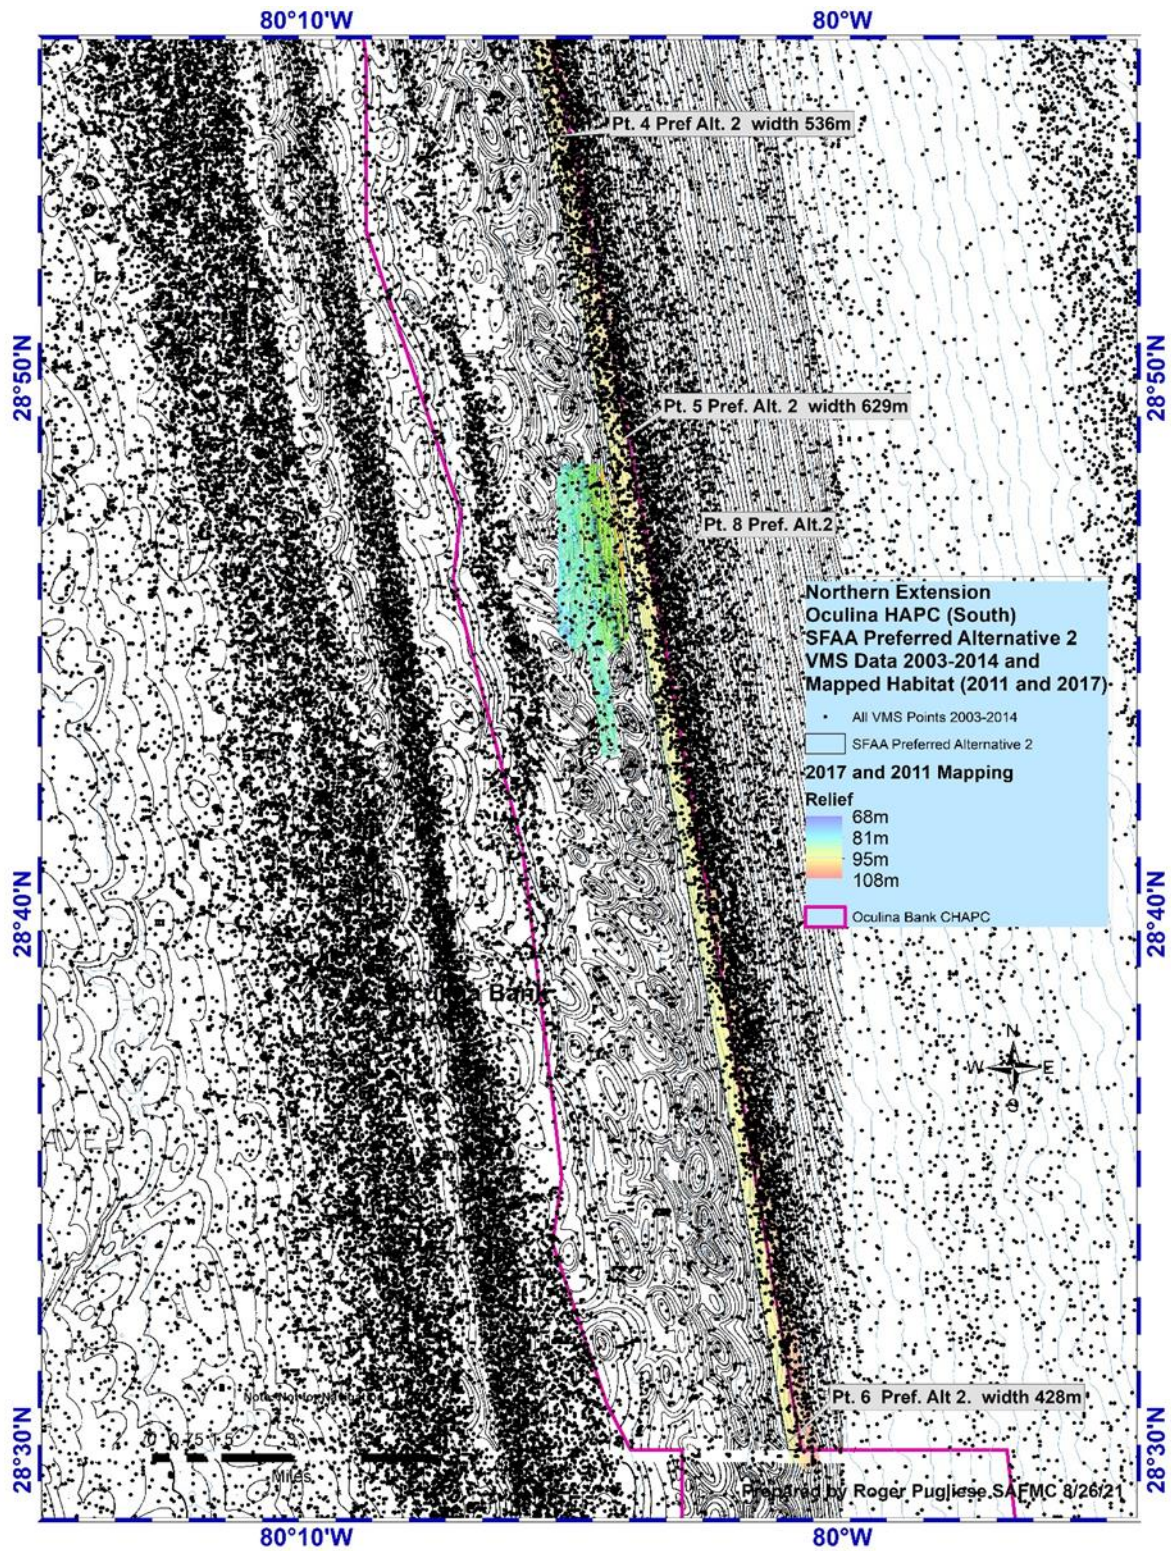 80°10'W 80°W
Pt. 4 Pref Alt. 2 width 536m
28°50'N 28°50'N
Pt. 5 Pref. Alt. 2 width 629m
Pt. 8 Pref. Alt.2
Northern Extension
Oculina HAPC (South)
SFAA Preferred Alternative 2
VMS Data 2003-2014 and
Mapped Habitat (2011 and 2017)
All VMS Points 2003-2014
SFAA Preferred Alternative 2
2017 and 2011 Mapping
Relief
68m
81m
95m
108m
28°40'N 28°40'N
Oculina Bank CHAPC
N
W E
S
Pt. 6 Pref. Alt 2. width 428m
28°30'N 28°30'N
Miles
Prepared by Roger Pugliese,SAFMC 8/26/21
80°10'W 80°W